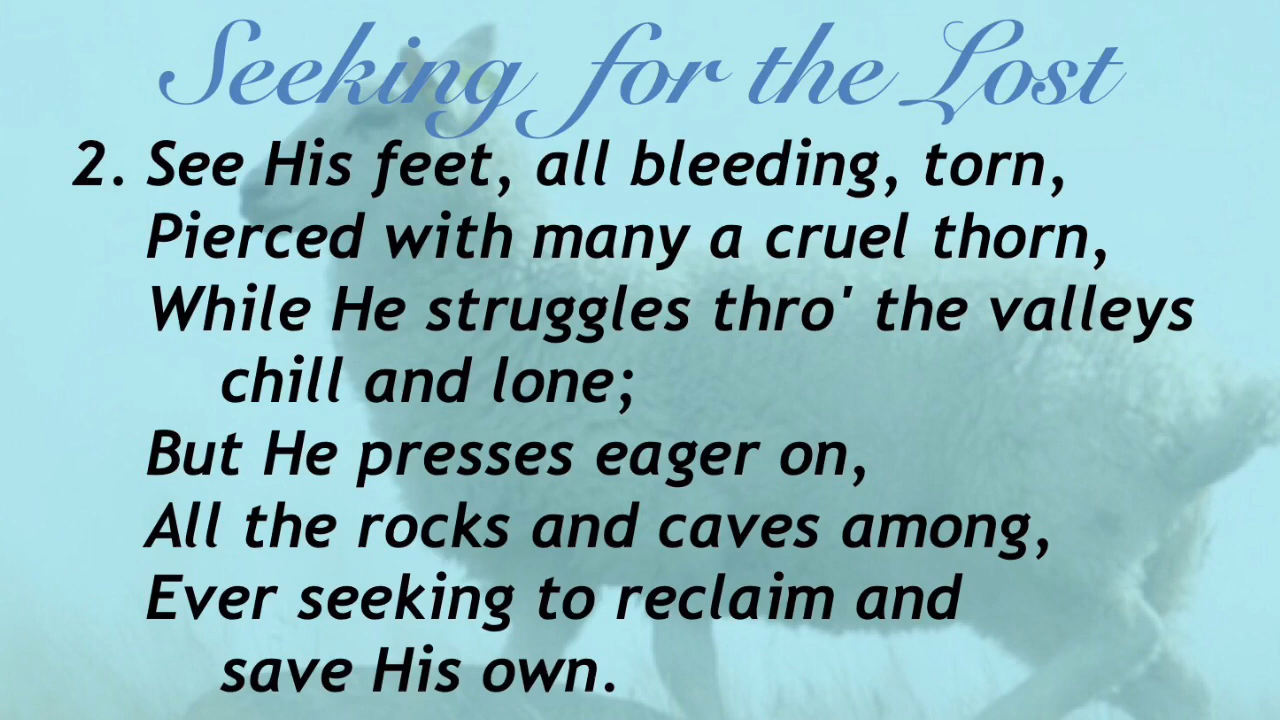 Seeking for the Lost
2. See His feet, all bleeding, torn,
Pierced with many a cruel thorn,
While He struggles thro' the valleys
chill and lone;
But He presses eager on,
All the rocks and caves among,
Ever seeking to reclaim and
save His own.